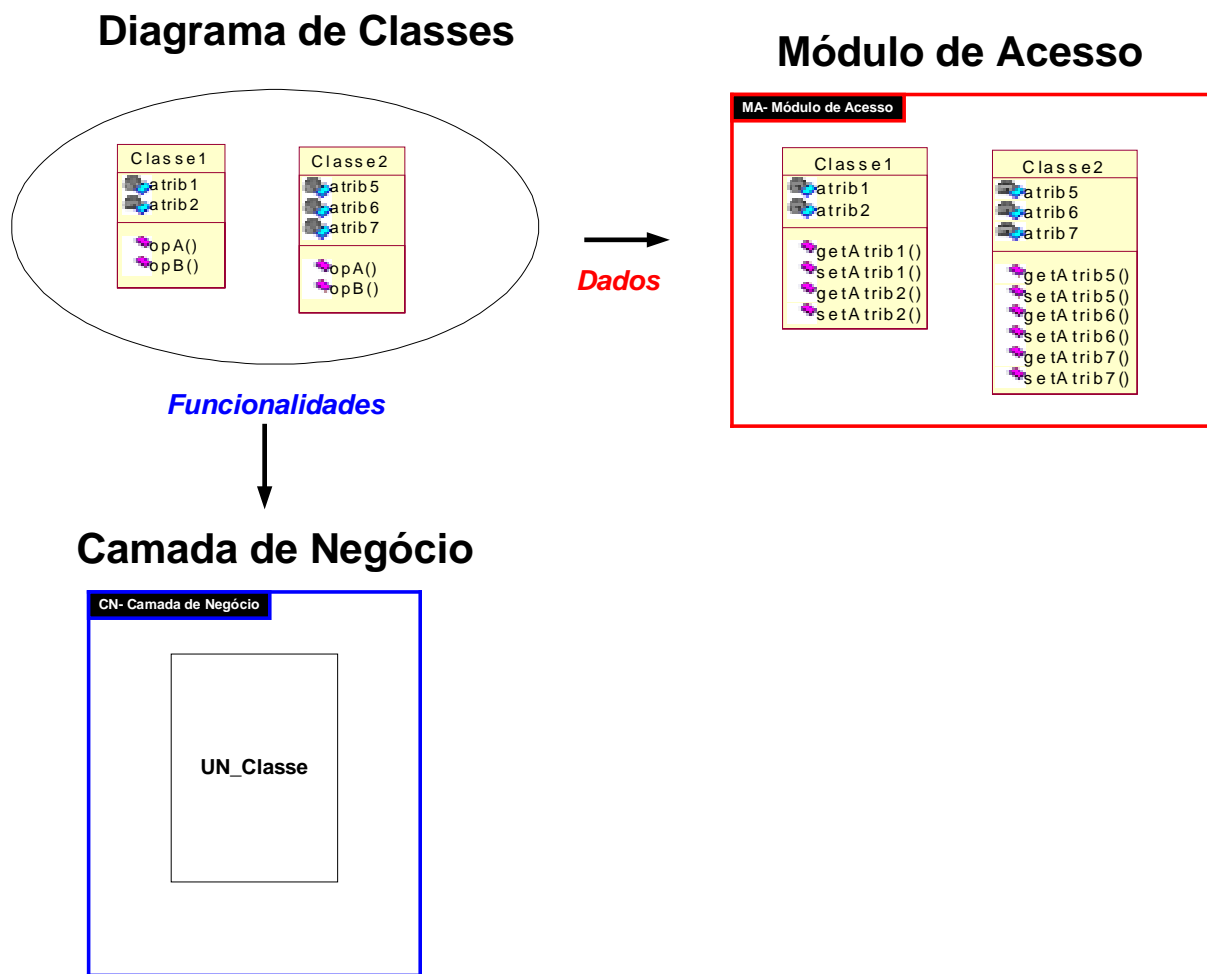 Diagrama de Classes
Classe1
atrib1
atrib2
opA()
opB()
Classe2
atrib5
atrib6
atrib7
opA()
opB()
Dados
Módulo de Acesso
MA- Módulo de Acesso
Classe1
atrib1
atrib2
getAtrib1()
setAtrib1()
getAtrib2()
setAtrib2()
Classe2
atrib5
atrib6
atrib7
getAtrib5()
setAtrib5()
getAtrib6()
setAtrib6()
getAtrib7()
setAtrib7()
Funcionalidades
Camada de Negócio
CN- Camada de Negócio
UN_Classe